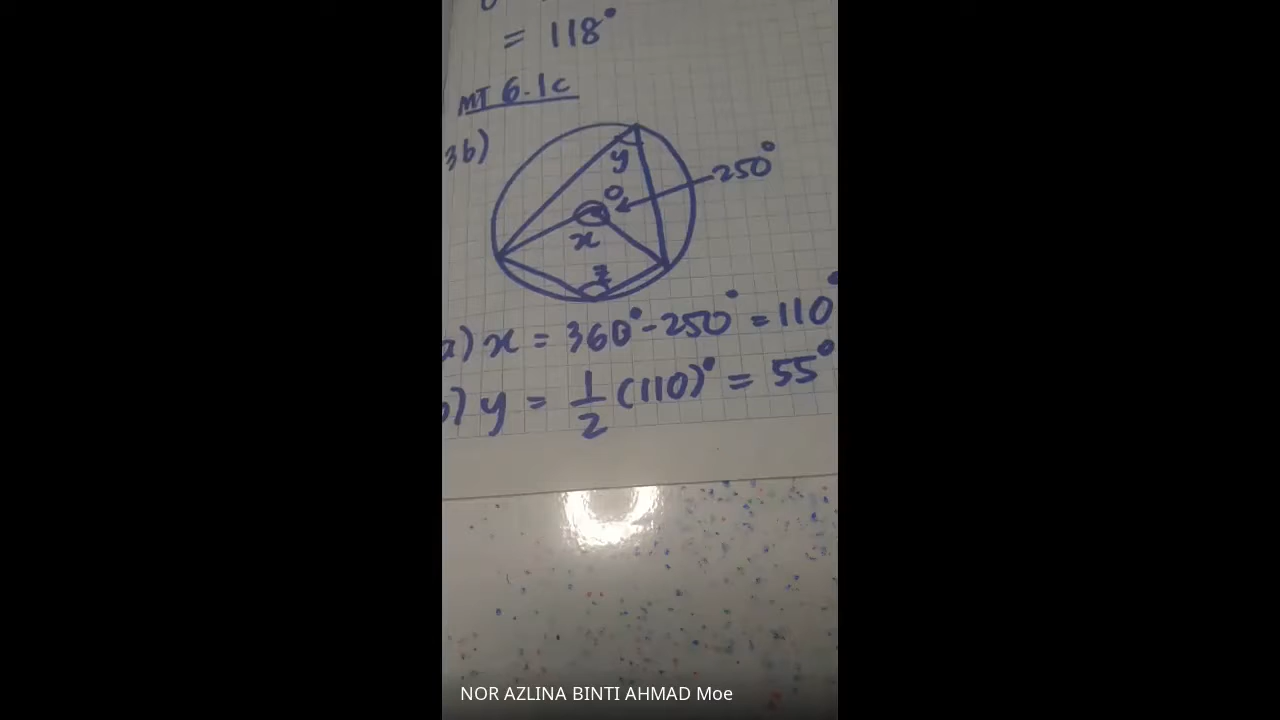 = 118°
MT 6.1c
3b)
y
250°
O
x
z
a) x = 360° - 250° = 110°
b) y = 1/2 (110)° = 55°
NOR AZLINA BINTI AHMAD Moe